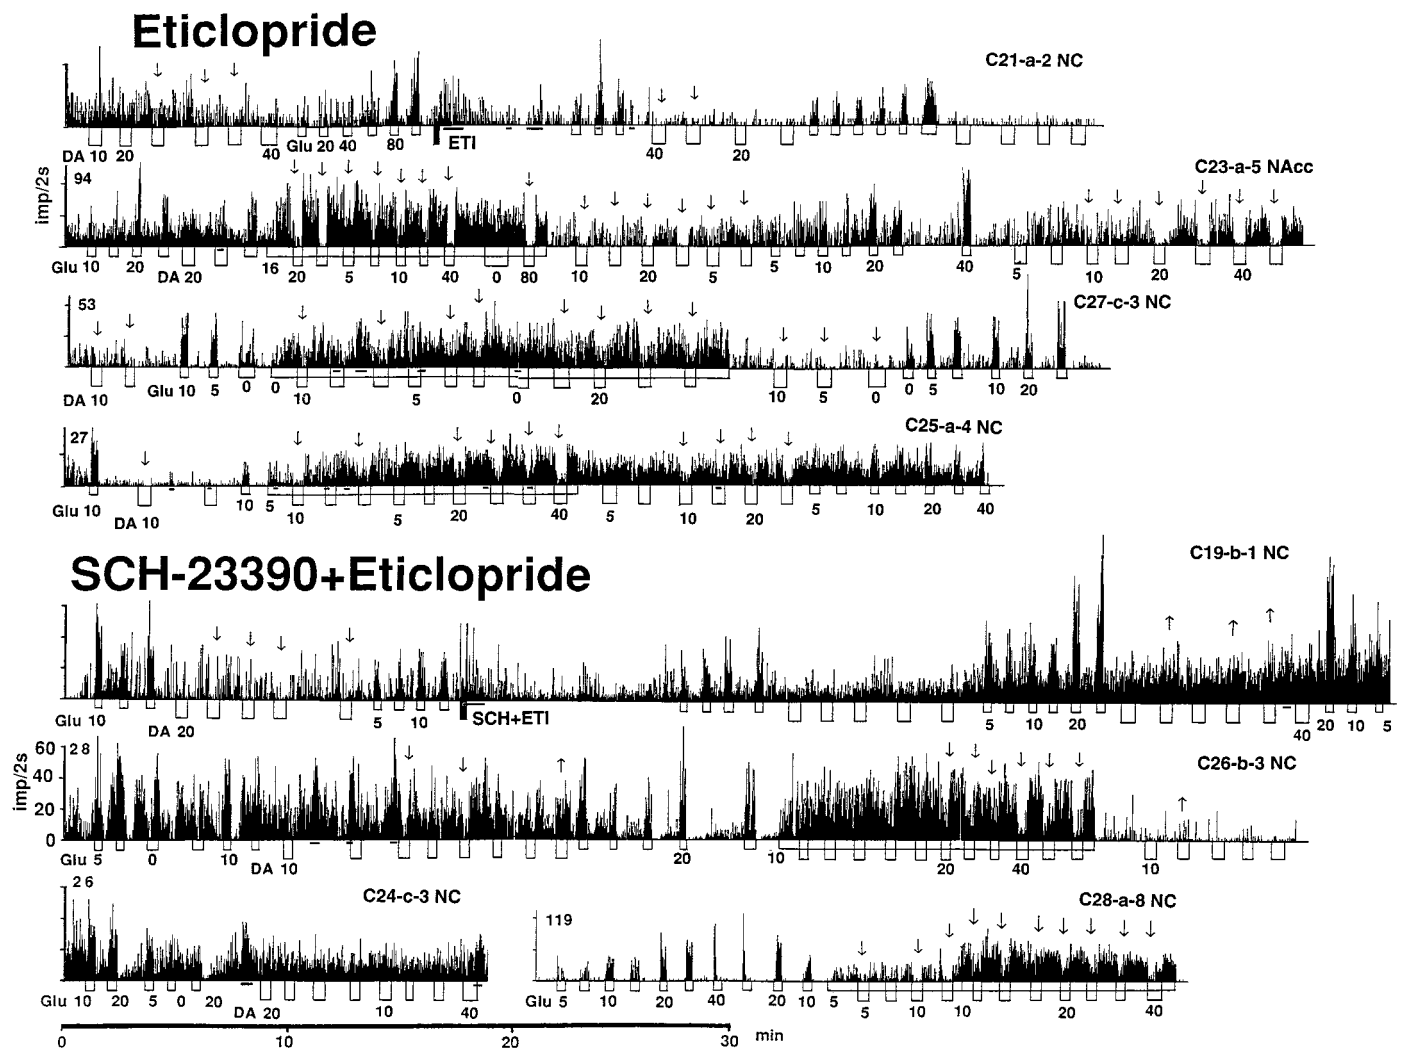 Eticlopride
C21-a-2 NC
DA 10 20 40 Glu 20 40 80 ETI 40 20
imp/2s
94
C23-a-5 NAcc
Glu 10 20 DA 20 16 20 5 10 40 0 80 10 20 5 5 10 20 40 5 10 20 40
53
C27-c-3 NC
DA 10 Glu 10 5 0 0 10 5 0 20 10 5 0 0 5 10 20
27
C25-a-4 NC
Glu 10 DA 10 10 5 10 5 20 40 5 10 20 5 10 20 40
SCH-23390+Eticlopride
C19-b-1 NC
Glu 10 DA 20 5 10 SCH+ETI 5 10 20 40 20 10 5
imp/2s
60
40
20
0
28
C26-b-3 NC
Glu 5 0 10 DA 10 20 10 20 40 10
26
C24-c-3 NC
Glu 10 20 5 0 20 DA 20 10 40
119
C28-a-8 NC
Glu 5 10 20 40 20 10 5 5 10 10 20 40
0 10 20 30 min